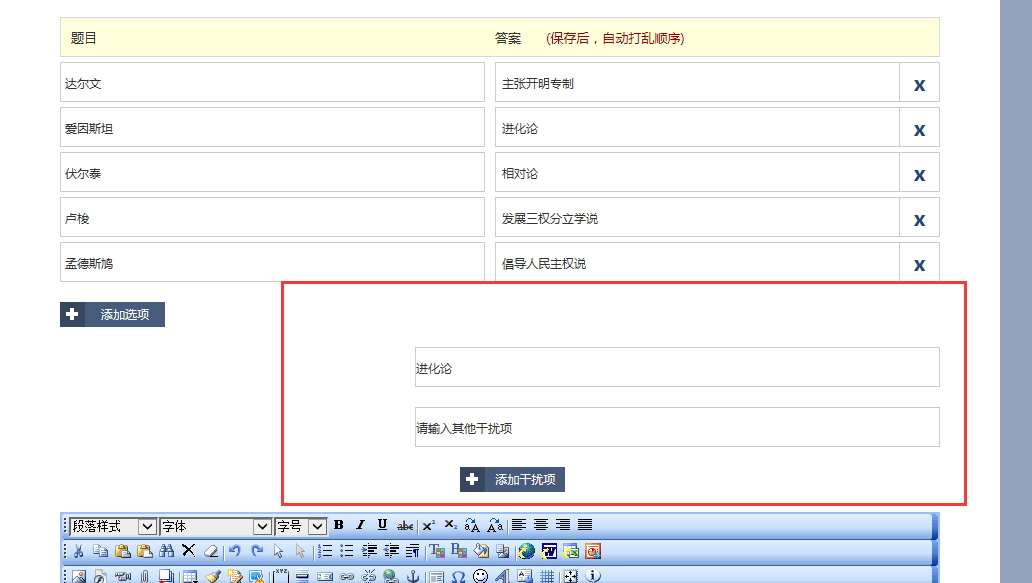 题目 答案 (保存后，自动打乱顺序)
达尔文 主张开明专制 x
爱因斯坦 进化论 x
伏尔泰 相对论 x
卢梭 发展三权分立学说 x
孟德斯鸠 倡导人民主权说 x
添加选项
进化论
请输入其他干扰项
添加干扰项
段落样式 字体 字号 B I U abc x² x₂ aA Aa